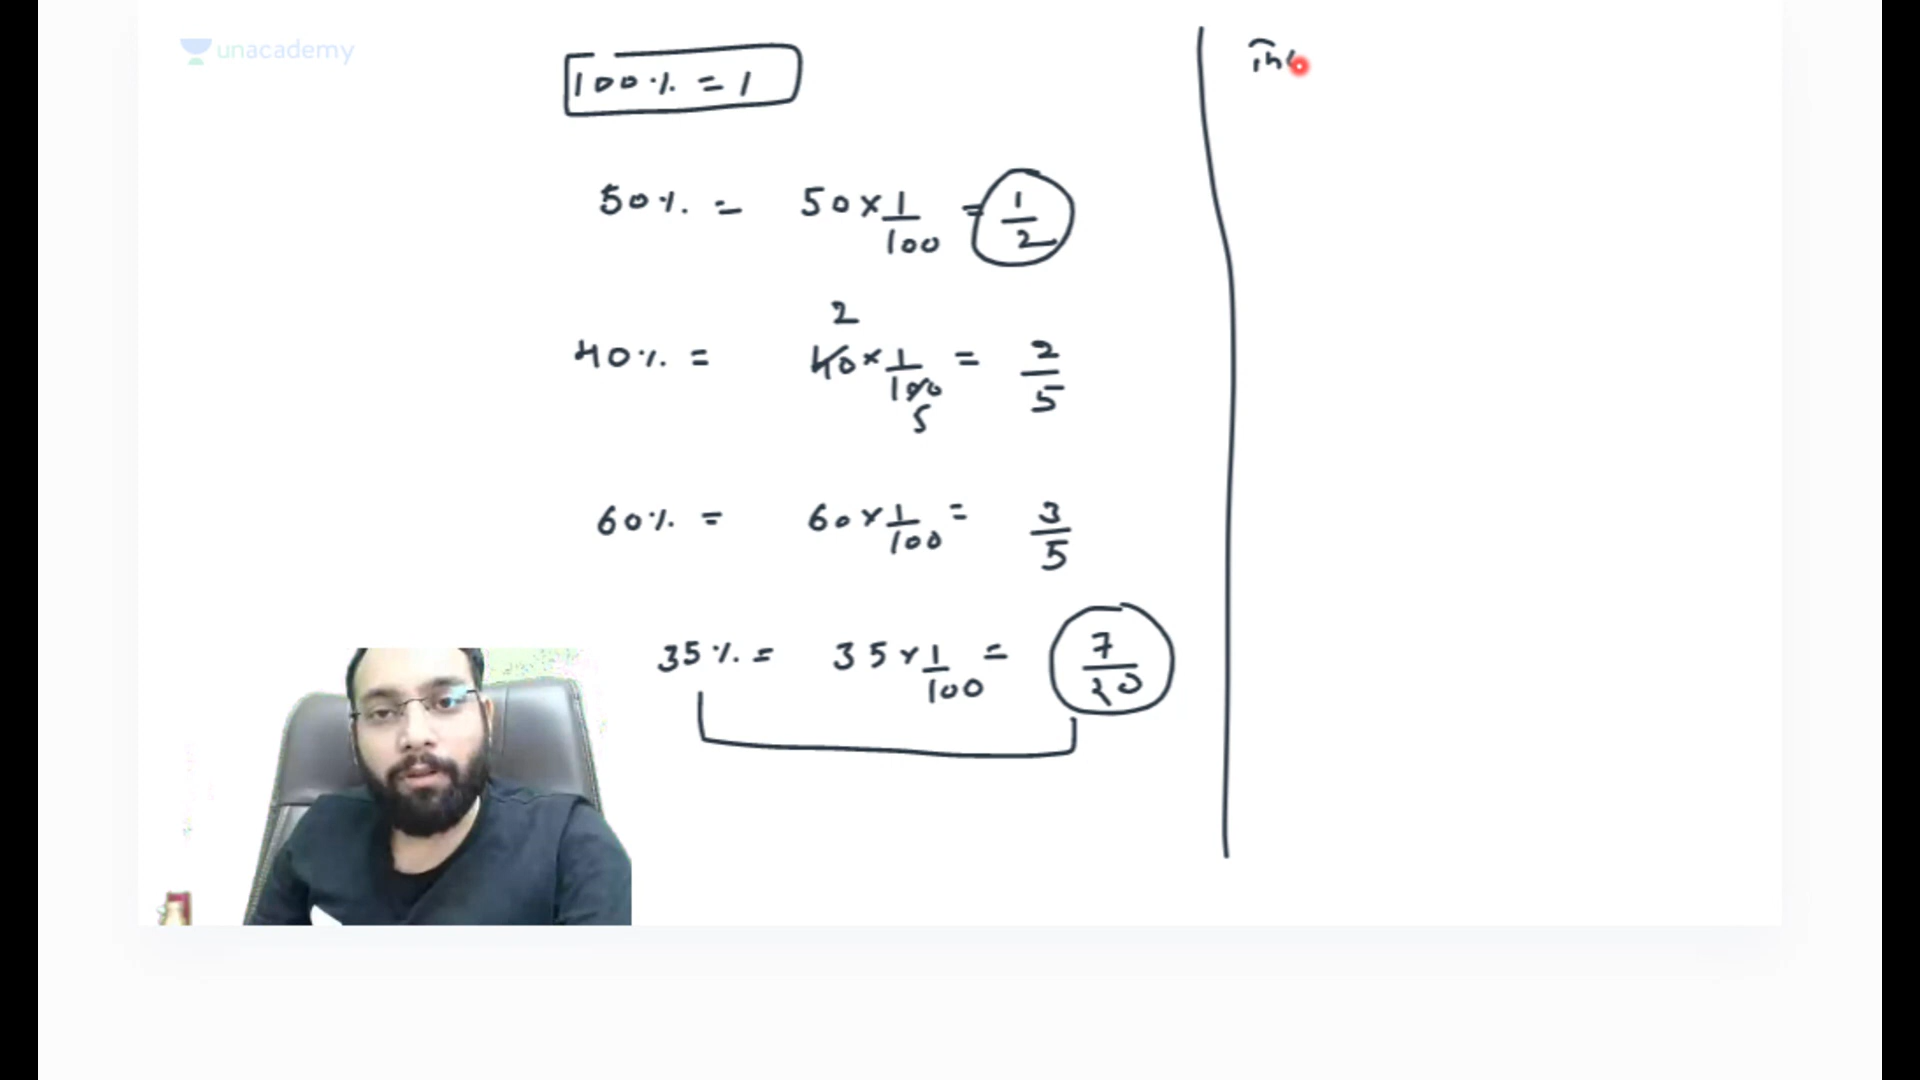 unacademy
100% = 1
50% = 50 × 1/100 = 1/2
2
40% = 40 × 1/100 = 2/5
5
60% = 60 × 1/100 = 3/5
35% = 35 × 1/100 = 7/20